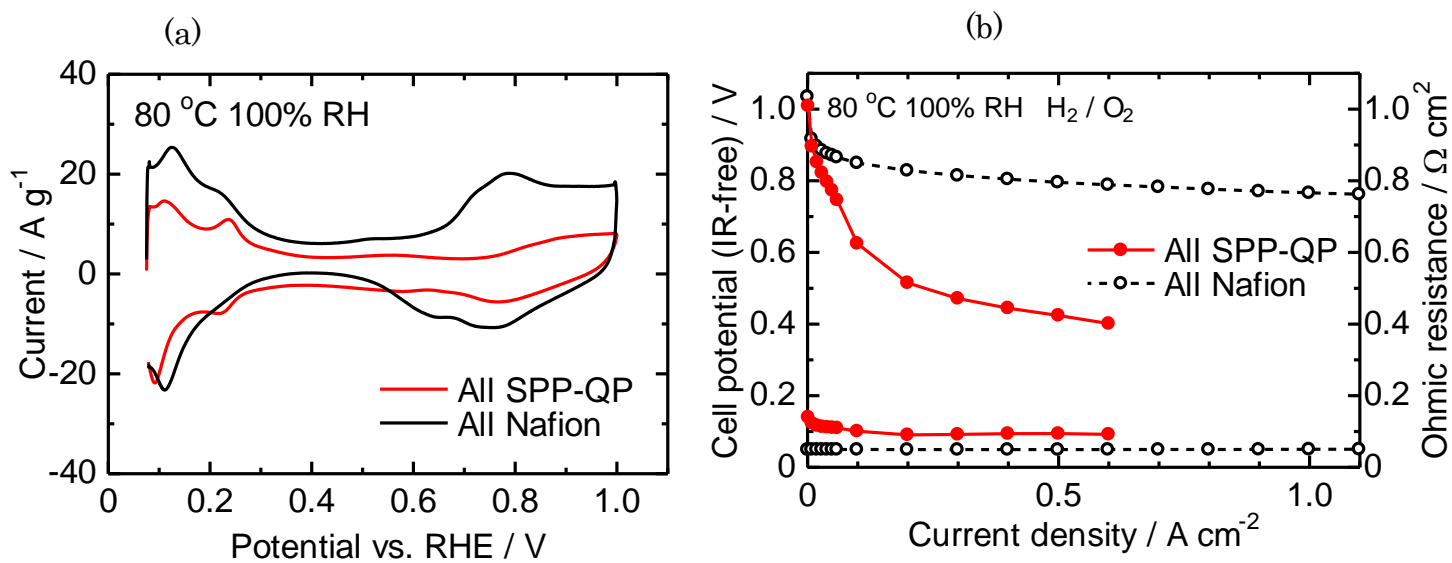 (a)
40
20
0
-20
-40
Current / A g-1
80 oC 100% RH
All SPP-QP
All Nafion
0 0.2 0.4 0.6 0.8 1.0
Potential vs. RHE / V
(b)
1.0
0.8
0.6
0.4
0.2
0
Cell potential (IR-free) / V
80 oC 100% RH H2 / O2
All SPP-QP
All Nafion
1.0
0.8
0.6
0.4
0.2
0
Ohmic resistance / Ω cm2
0 0.5 1.0
Current density / A cm-2